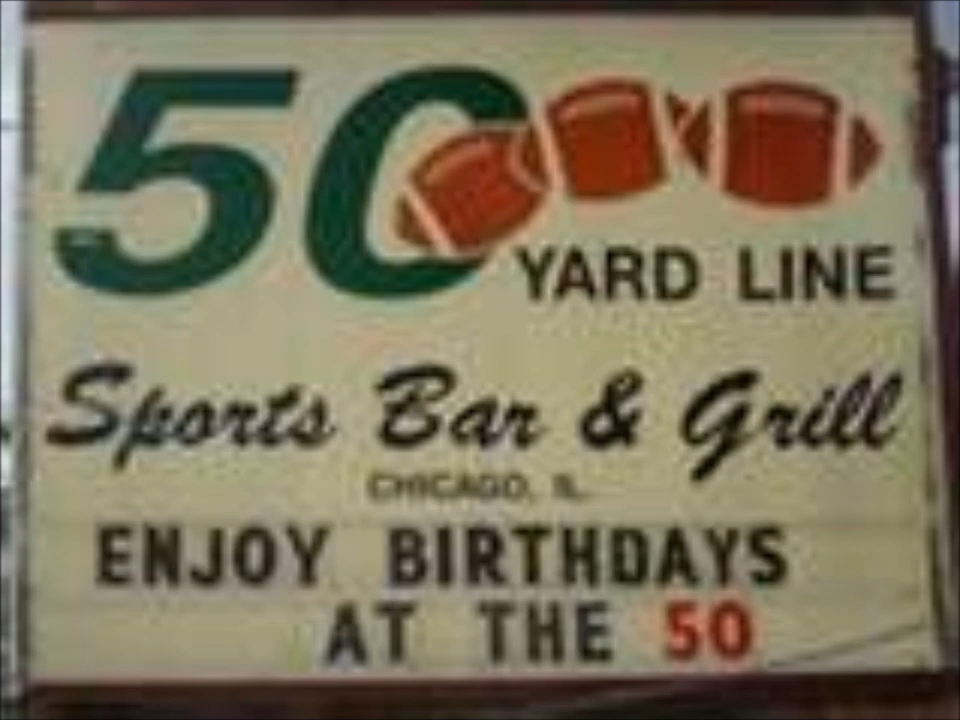 50
YARD LINE
Sports Bar & Grill
CHICAGO, IL.
ENJOY BIRTHDAYS
AT THE 50